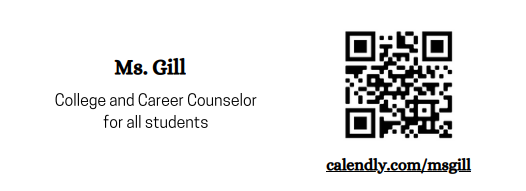 Ms. Gill
College and Career Counselor
for all students
calendly.com/msgill